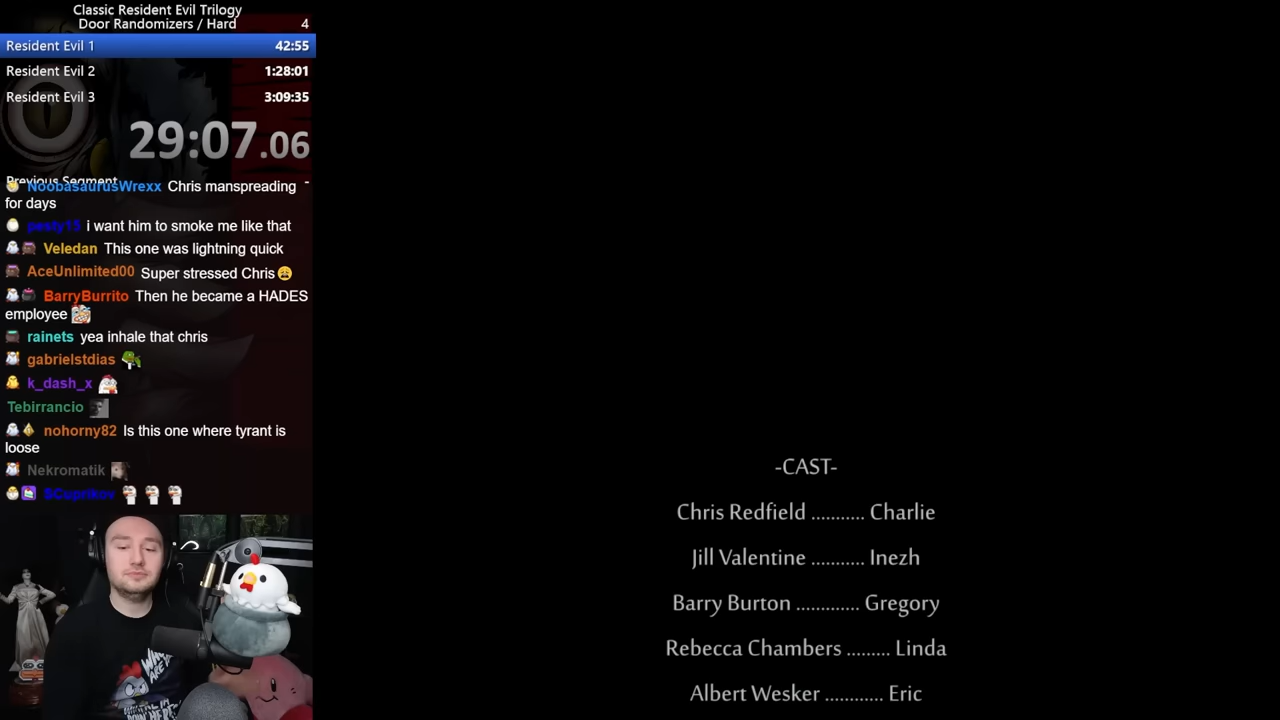 Classic Resident Evil Trilogy
Door Randomizers / Hard 4
Resident Evil 1 42:55
Resident Evil 2 1:28:01
Resident Evil 3 3:09:35
29:07.06
Previous Segment -
NoobasaurusWrexx Chris manspreading
for days
pesty15 i want him to smoke me like that
Veledan This one was lightning quick
AceUnlimited00 Super stressed Chris
BarryBurrito Then he became a HADES
employee
rainets yea inhale that chris
gabrielstdias
k_dash_x
Tebirrancio
nohorny82 Is this one where tyrant is
loose
Nekromatik
-CAST-
Chris Redfield ........... Charlie
Jill Valentine ........... Inezh
Barry Burton ............. Gregory
Rebecca Chambers ......... Linda
Albert Wesker ............ Eric